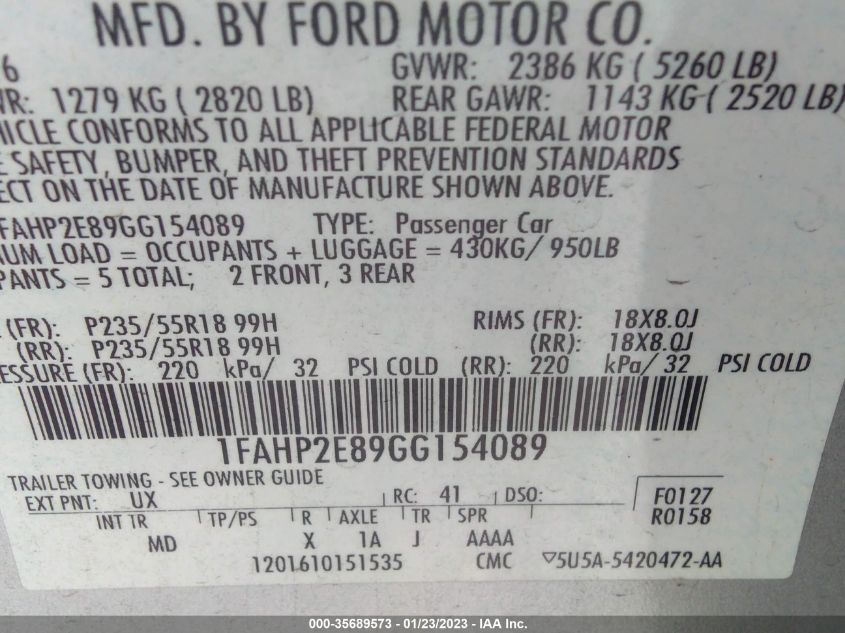 MFD. BY FORD MOTOR CO.
6 GVWR: 2386 KG ( 5260 LB)
WR: 1279 KG ( 2820 LB) REAR GAWR: 1143 KG ( 2520 LB)
HICLE CONFORMS TO ALL APPLICABLE FEDERAL MOTOR
E SAFETY, BUMPER, AND THEFT PREVENTION STANDARDS
ECT ON THE DATE OF MANUFACTURE SHOWN ABOVE.
FAHP2E89GG154089 TYPE: Passenger Car
NUM LOAD = OCCUPANTS + LUGGAGE = 430KG/ 950LB
PANTS = 5 TOTAL; 2 FRONT, 3 REAR
(FR): P235/55R18 99H RIMS (FR): 18X8.0J
(RR): P235/55R18 99H (RR): 18X8.0J
ESSURE (FR): 220 kPa/ 32 PSI COLD (RR): 220 kPa/ 32 PSI COLD
1FAHP2E89GG154089
TRAILER TOWING - SEE OWNER GUIDE
EXT PNT: UX RC: 41 DSO: F0127
INT TR TP/PS R AXLE TR SPR R0158
MD X 1A J AAAA
1201610151535 CMC ▽5U5A-5420472-AA
000-35689573 - 01/23/2023 - IAA Inc.